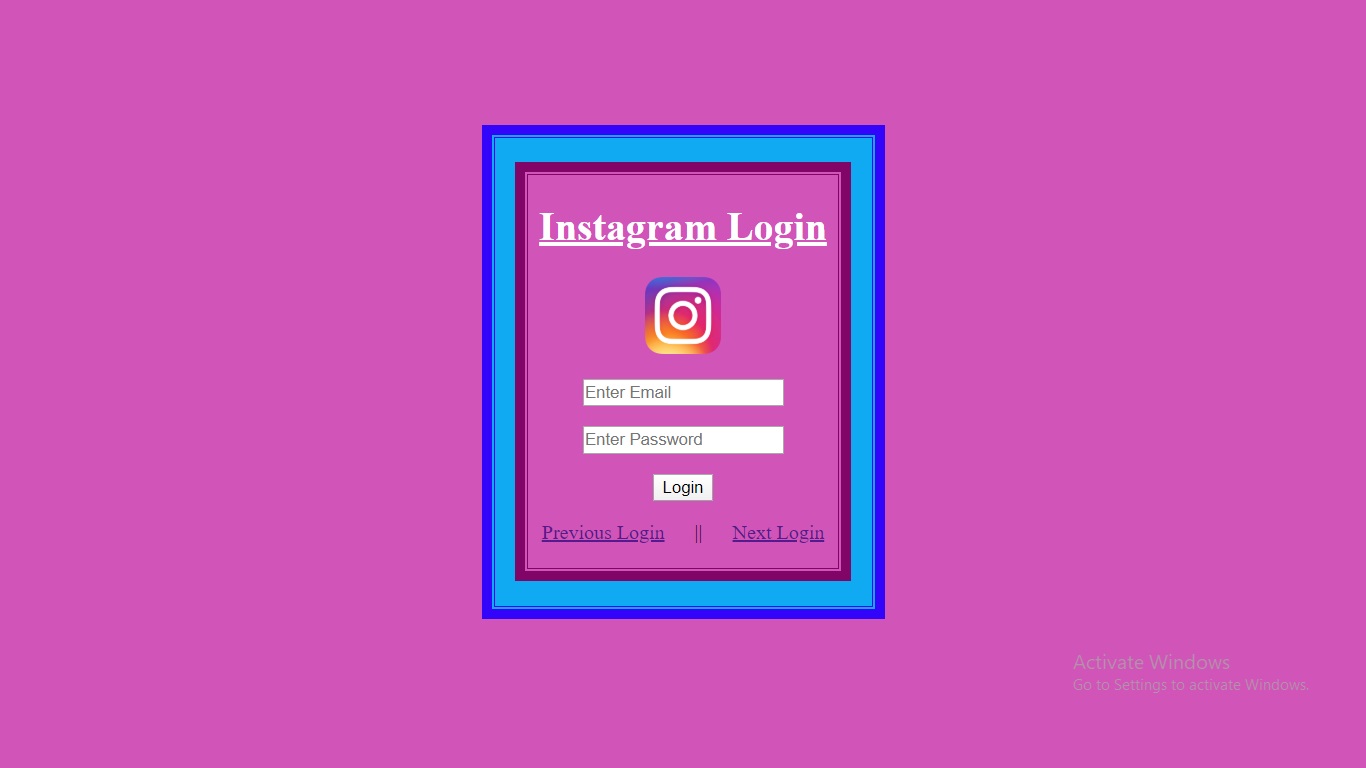 Instagram Login
Enter Email
Enter Password
Login
Previous Login || Next Login
Activate Windows
Go to Settings to activate Windows.